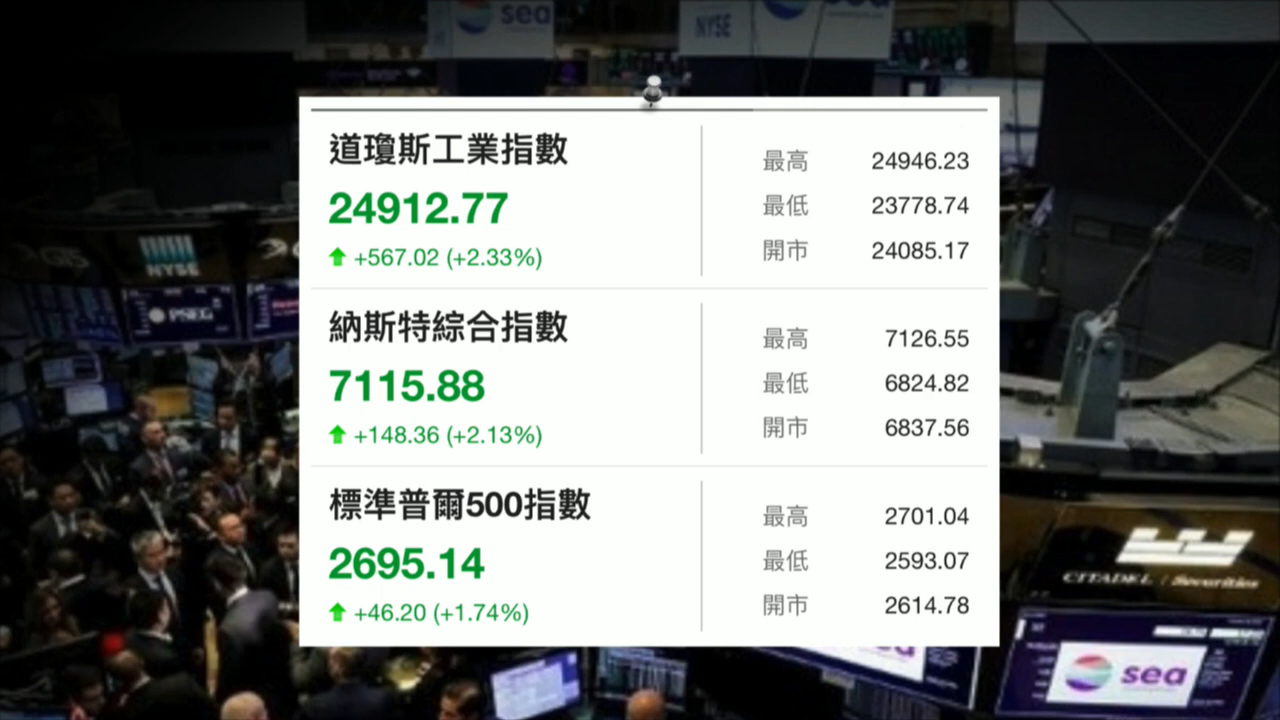 sea
NYSE
NYSE
PSEG
道瓊斯工業指數
24912.77
+567.02 (+2.33%)
最高 24946.23
最低 23778.74
開市 24085.17
納斯特綜合指數
7115.88
+148.36 (+2.13%)
最高 7126.55
最低 6824.82
開市 6837.56
標準普爾500指數
2695.14
+46.20 (+1.74%)
最高 2701.04
最低 2593.07
開市 2614.78
CITADEL / Securities
sea